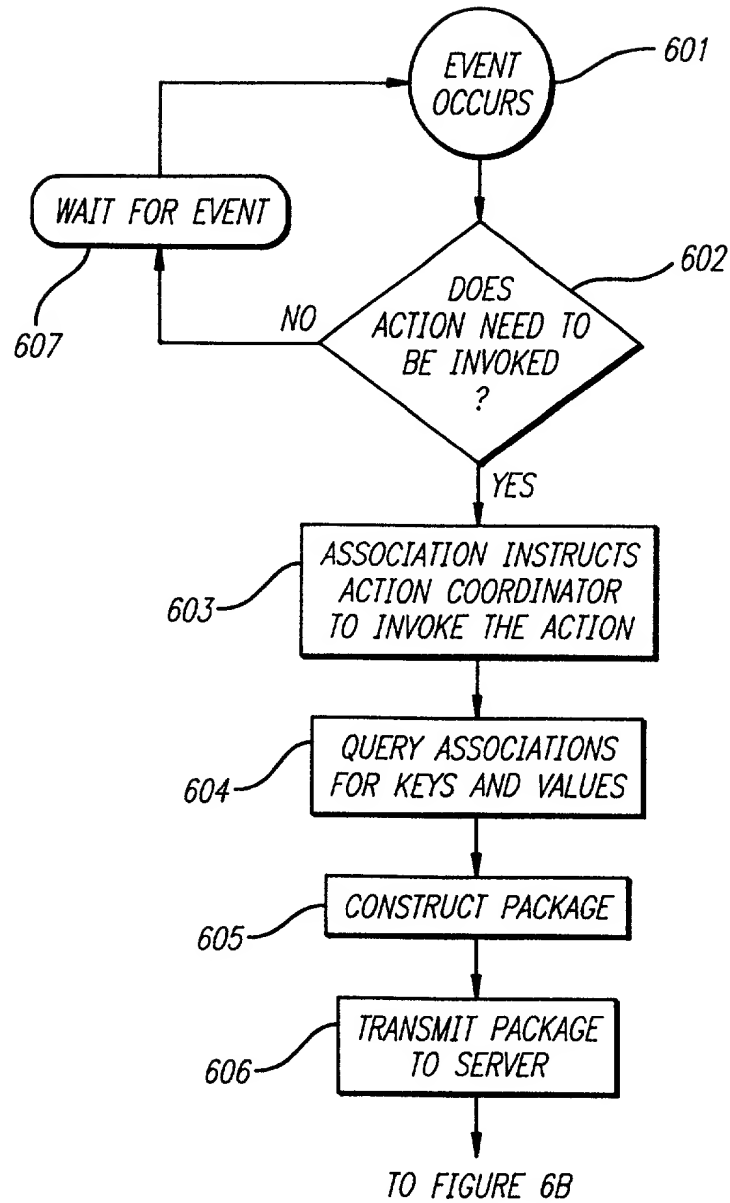 EVENT
OCCURS
601
WAIT FOR EVENT
607
DOES
ACTION NEED TO
BE INVOKED
?
602
NO
YES
ASSOCIATION INSTRUCTS
ACTION COORDINATOR
TO INVOKE THE ACTION
603
QUERY ASSOCIATIONS
FOR KEYS AND VALUES
604
CONSTRUCT PACKAGE
605
TRANSMIT PACKAGE
TO SERVER
606
TO FIGURE 6B